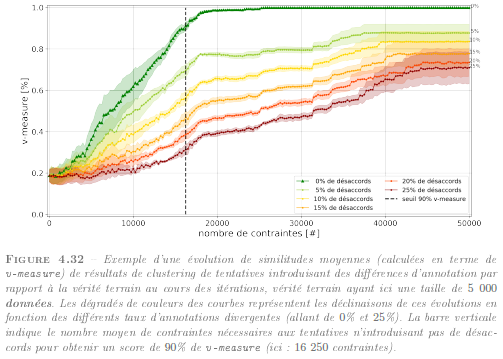 1.0
0.8
0.6
0.4
0.2
0.0
v-measure [%]
0
10000
20000
30000
40000
50000
nombre de contraintes [#]
0%
5%
10%
15%
20%
25%
0% de désaccords
5% de désaccords
10% de désaccords
15% de désaccords
20% de désaccords
25% de désaccords
seuil 90% v-measure
FIGURE 4.32 – Exemple d'une évolution de similitudes moyennes (calculées en terme de
v-measure) de résultats de clustering de tentatives introduisant des différences d'annotation par
rapport à la vérité terrain au cours des itérations, vérité terrain ayant ici une taille de 5 000
données. Les dégradés de couleurs des courbes représentent les déclinaisons de ces évolutions en
fonction des différents taux d'annotations divergentes (allant de 0% et 25%). La barre verticale
indique le nombre moyen de contraintes nécessaires aux tentatives n'introduisant pas de désac-
cords pour obtenir un score de 90% de v-measure (ici : 16 250 contraintes).